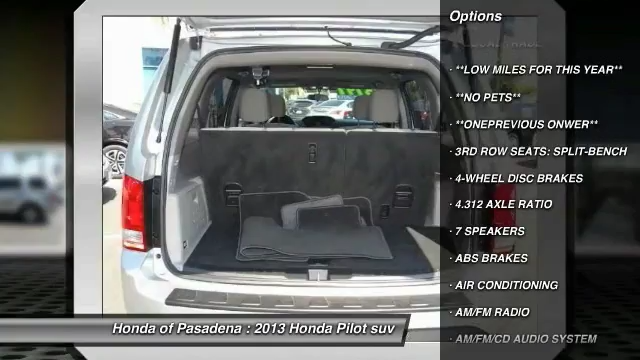 Options
LOCAL TRADE
· **LOW MILES FOR THIS YEAR**
· **NO PETS**
· **ONEPREVIOUS ONWER**
· 3RD ROW SEATS: SPLIT-BENCH
· 4-WHEEL DISC BRAKES
· 4.312 AXLE RATIO
· 7 SPEAKERS
· ABS BRAKES
· AIR CONDITIONING
· AM/FM RADIO
· AM/FM/CD AUDIO SYSTEM
Honda of Pasadena : 2013 Honda Pilot suv